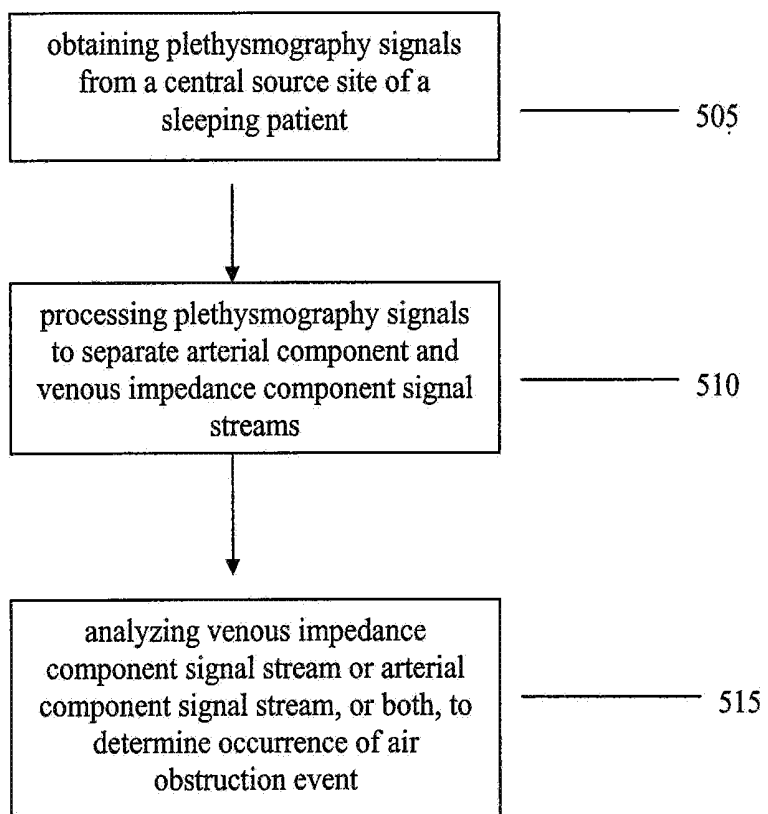 obtaining plethysmography signals
from a central source site of a
sleeping patient
505
processing plethysmography signals
to separate arterial component and
venous impedance component signal
streams
510
analyzing venous impedance
component signal stream or arterial
component signal stream, or both, to
determine occurrence of air
obstruction event
515